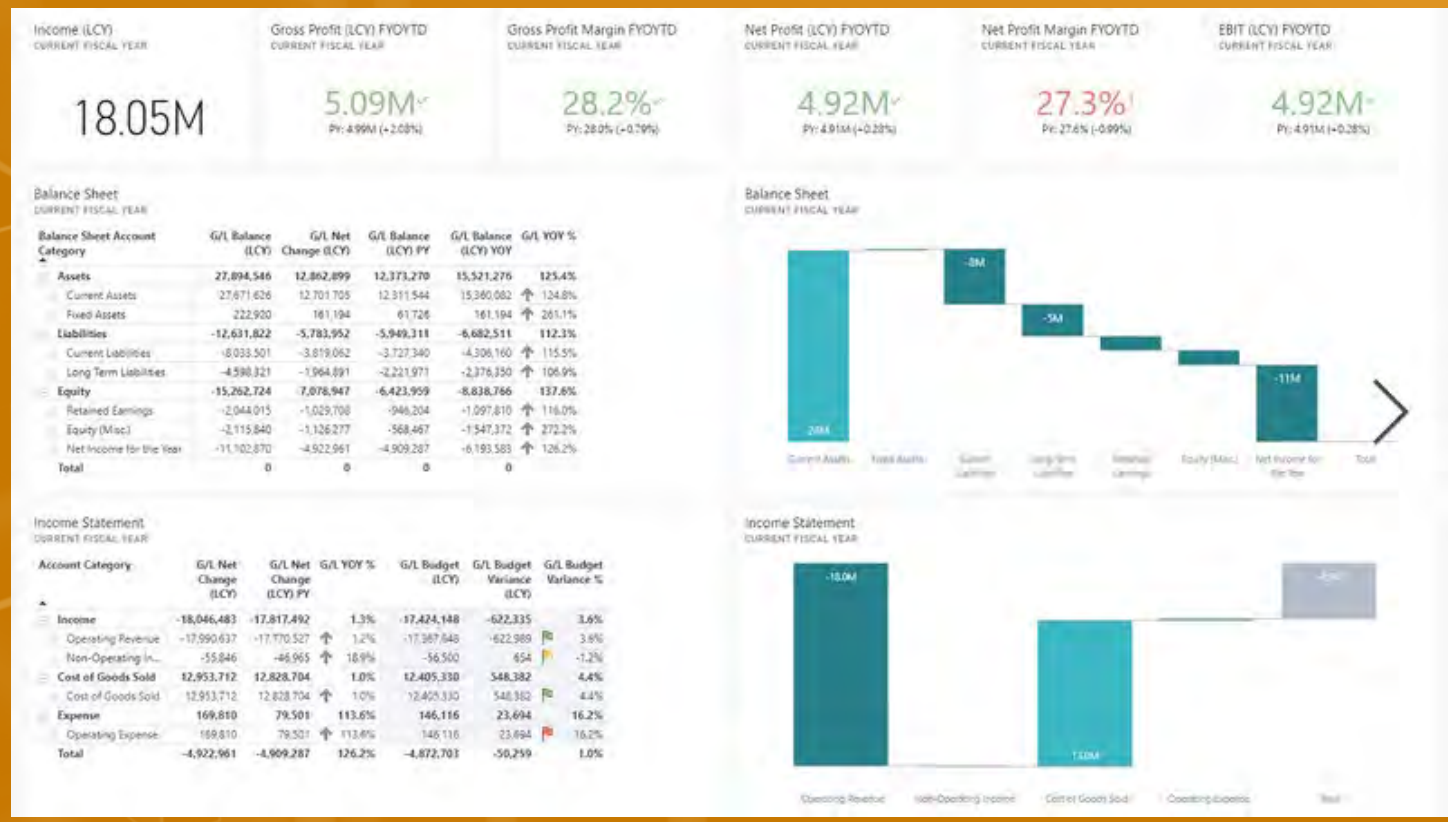 Income (LCY)
CURRENT FISCAL YEAR
18.05M
Gross Profit (LCY) FYOYTD
CURRENT FISCAL YEAR
5.09M
PY: 4.99M (+2.08%)
Gross Profit Margin FYOYTD
CURRENT FISCAL YEAR
28.2%
PY: 28.0% (+0.79%)
Net Profit (LCY) FYOYTD
CURRENT FISCAL YEAR
4.92M
PY: 4.91M (+0.28%)
Net Profit Margin FYOYTD
CURRENT FISCAL YEAR
27.3%!
PY: 27.6% (-0.99%)
EBIT (LCY) FYOYTD
CURRENT FISCAL YEAR
4.92M
PY: 4.91M (+0.28%)
Balance Sheet
CURRENT FISCAL YEAR
Balance Sheet Account G/L Balance G/L Net G/L Balance G/L Balance G/L YOY %
Category (LCY) Change (LCY) (LCY) PY (LCY) YOY
Assets 27,894,546 12,862,899 12,373,270 15,521,276 125.4%
Current Assets 27,671,626 12,701,705 12,311,544 15,360,082 124.8%
Fixed Assets 222,920 161,194 61,726 161,194 261.1%
Liabilities -12,631,822 -5,783,952 -5,949,311 -6,682,511 112.3%
Current Liabilities -8,033,501 -3,819,062 -3,727,340 -4,306,160 115.5%
Long Term Liabilities -4,598,321 -1,964,891 -2,221,971 -2,376,350 106.9%
Equity -15,262,724 -7,078,947 -6,423,959 -8,838,766 137.6%
Retained Earnings -2,044,015 -1,029,708 -946,204 -1,097,810 116.0%
Equity (Misc.) -2,115,840 -1,126,277 -568,467 -1,547,372 272.2%
Net Income for the Year -11,102,870 -4,922,961 -4,909,287 -6,193,583 126.2%
Total 0 0 0 0
Balance Sheet
CURRENT FISCAL YEAR
-8M
-5M
-11M
28M
Current Assets Fixed Assets Current Long Term Retained Equity (Misc.) Net Income for Total
Liabilities Liabilities Earnings the Year
Income Statement
CURRENT FISCAL YEAR
Account Category G/L Net G/L Net G/L YOY % G/L Budget G/L Budget G/L Budget
Change Change (LCY) Variance Variance %
(LCY) (LCY) PY (LCY)
Income -18,046,483 -17,817,492 1.3% -17,424,148 -622,335 3.6%
Operating Revenue -17,990,637 -17,770,527 1.2% -17,367,648 -622,989 3.6%
Non-Operating In... -55,846 -46,965 18.9% -56,500 654 -1.2%
Cost of Goods Sold 12,953,712 12,828,704 1.0% 12,405,330 548,382 4.4%
Cost of Goods Sold 12,953,712 12,828,704 1.0% 12,405,330 548,382 4.4%
Expense 169,810 79,501 113.6% 146,116 23,694 16.2%
Operating Expense 169,810 79,501 113.6% 146,116 23,694 16.2%
Total -4,922,961 -4,909,287 126.2% -4,872,703 -50,259 1.0%
Income Statement
CURRENT FISCAL YEAR
-18.0M
13.0M
Operating Revenue Non-Operating Income Cost of Goods Sold Operating Expense Total